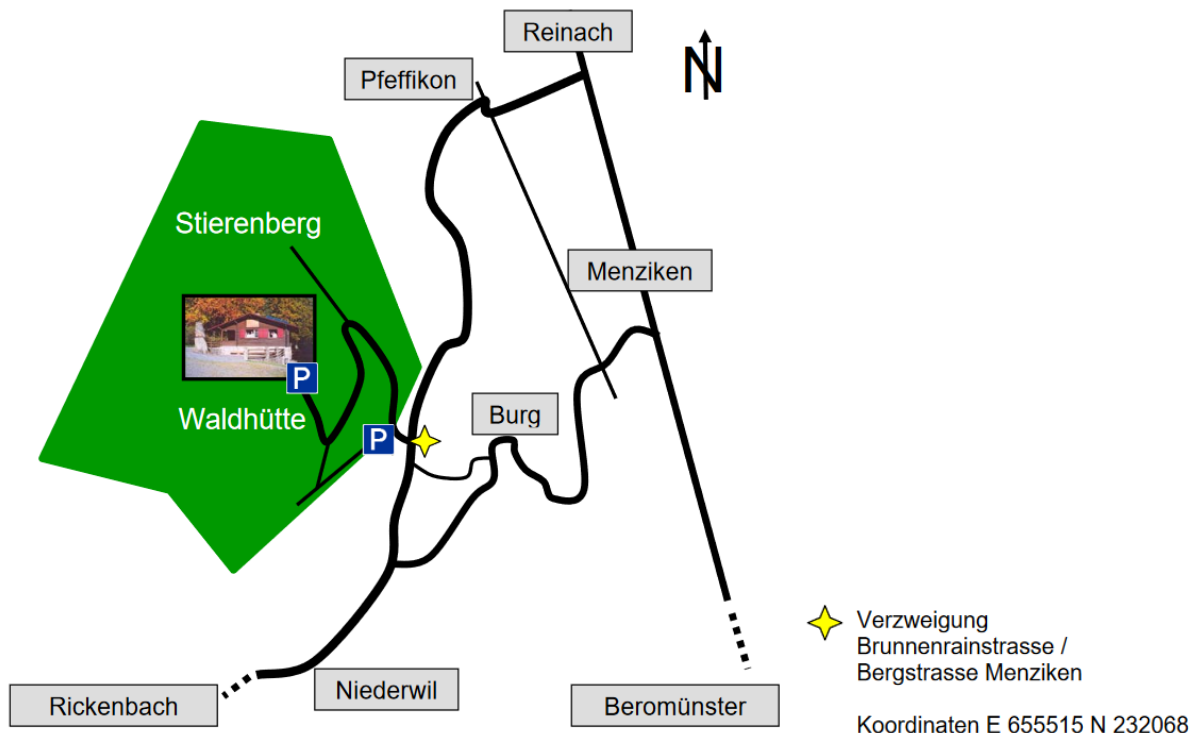 Reinach
N
Pfeffikon
Stierenberg
Menziken
P
Waldhütte
Burg
P
Verzweigung
Brunnenrainstrasse /
Bergstrasse Menziken
Niederwil
Rickenbach
Beromünster
Koordinaten E 655515 N 232068